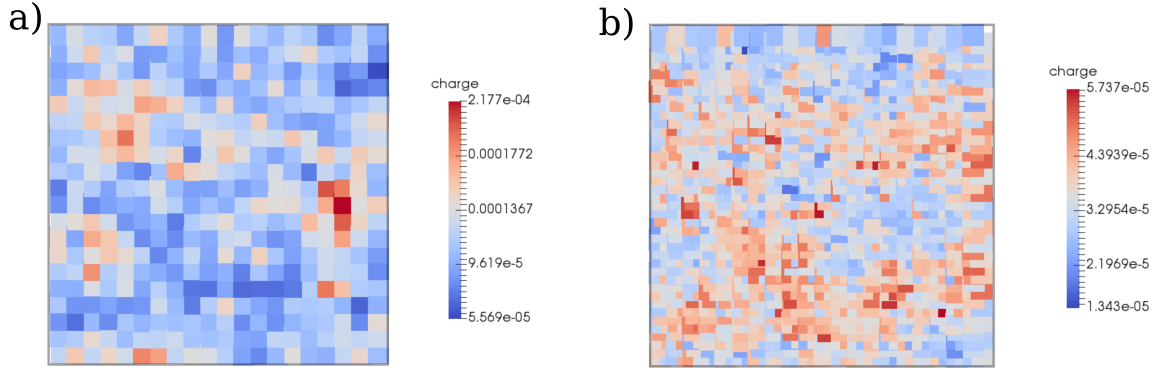 a)
charge
2.177e-04
0.0001772
0.0001367
9.619e-5
5.569e-05
b)
charge
5.737e-05
4.3939e-5
3.2954e-5
2.1969e-5
1.343e-05